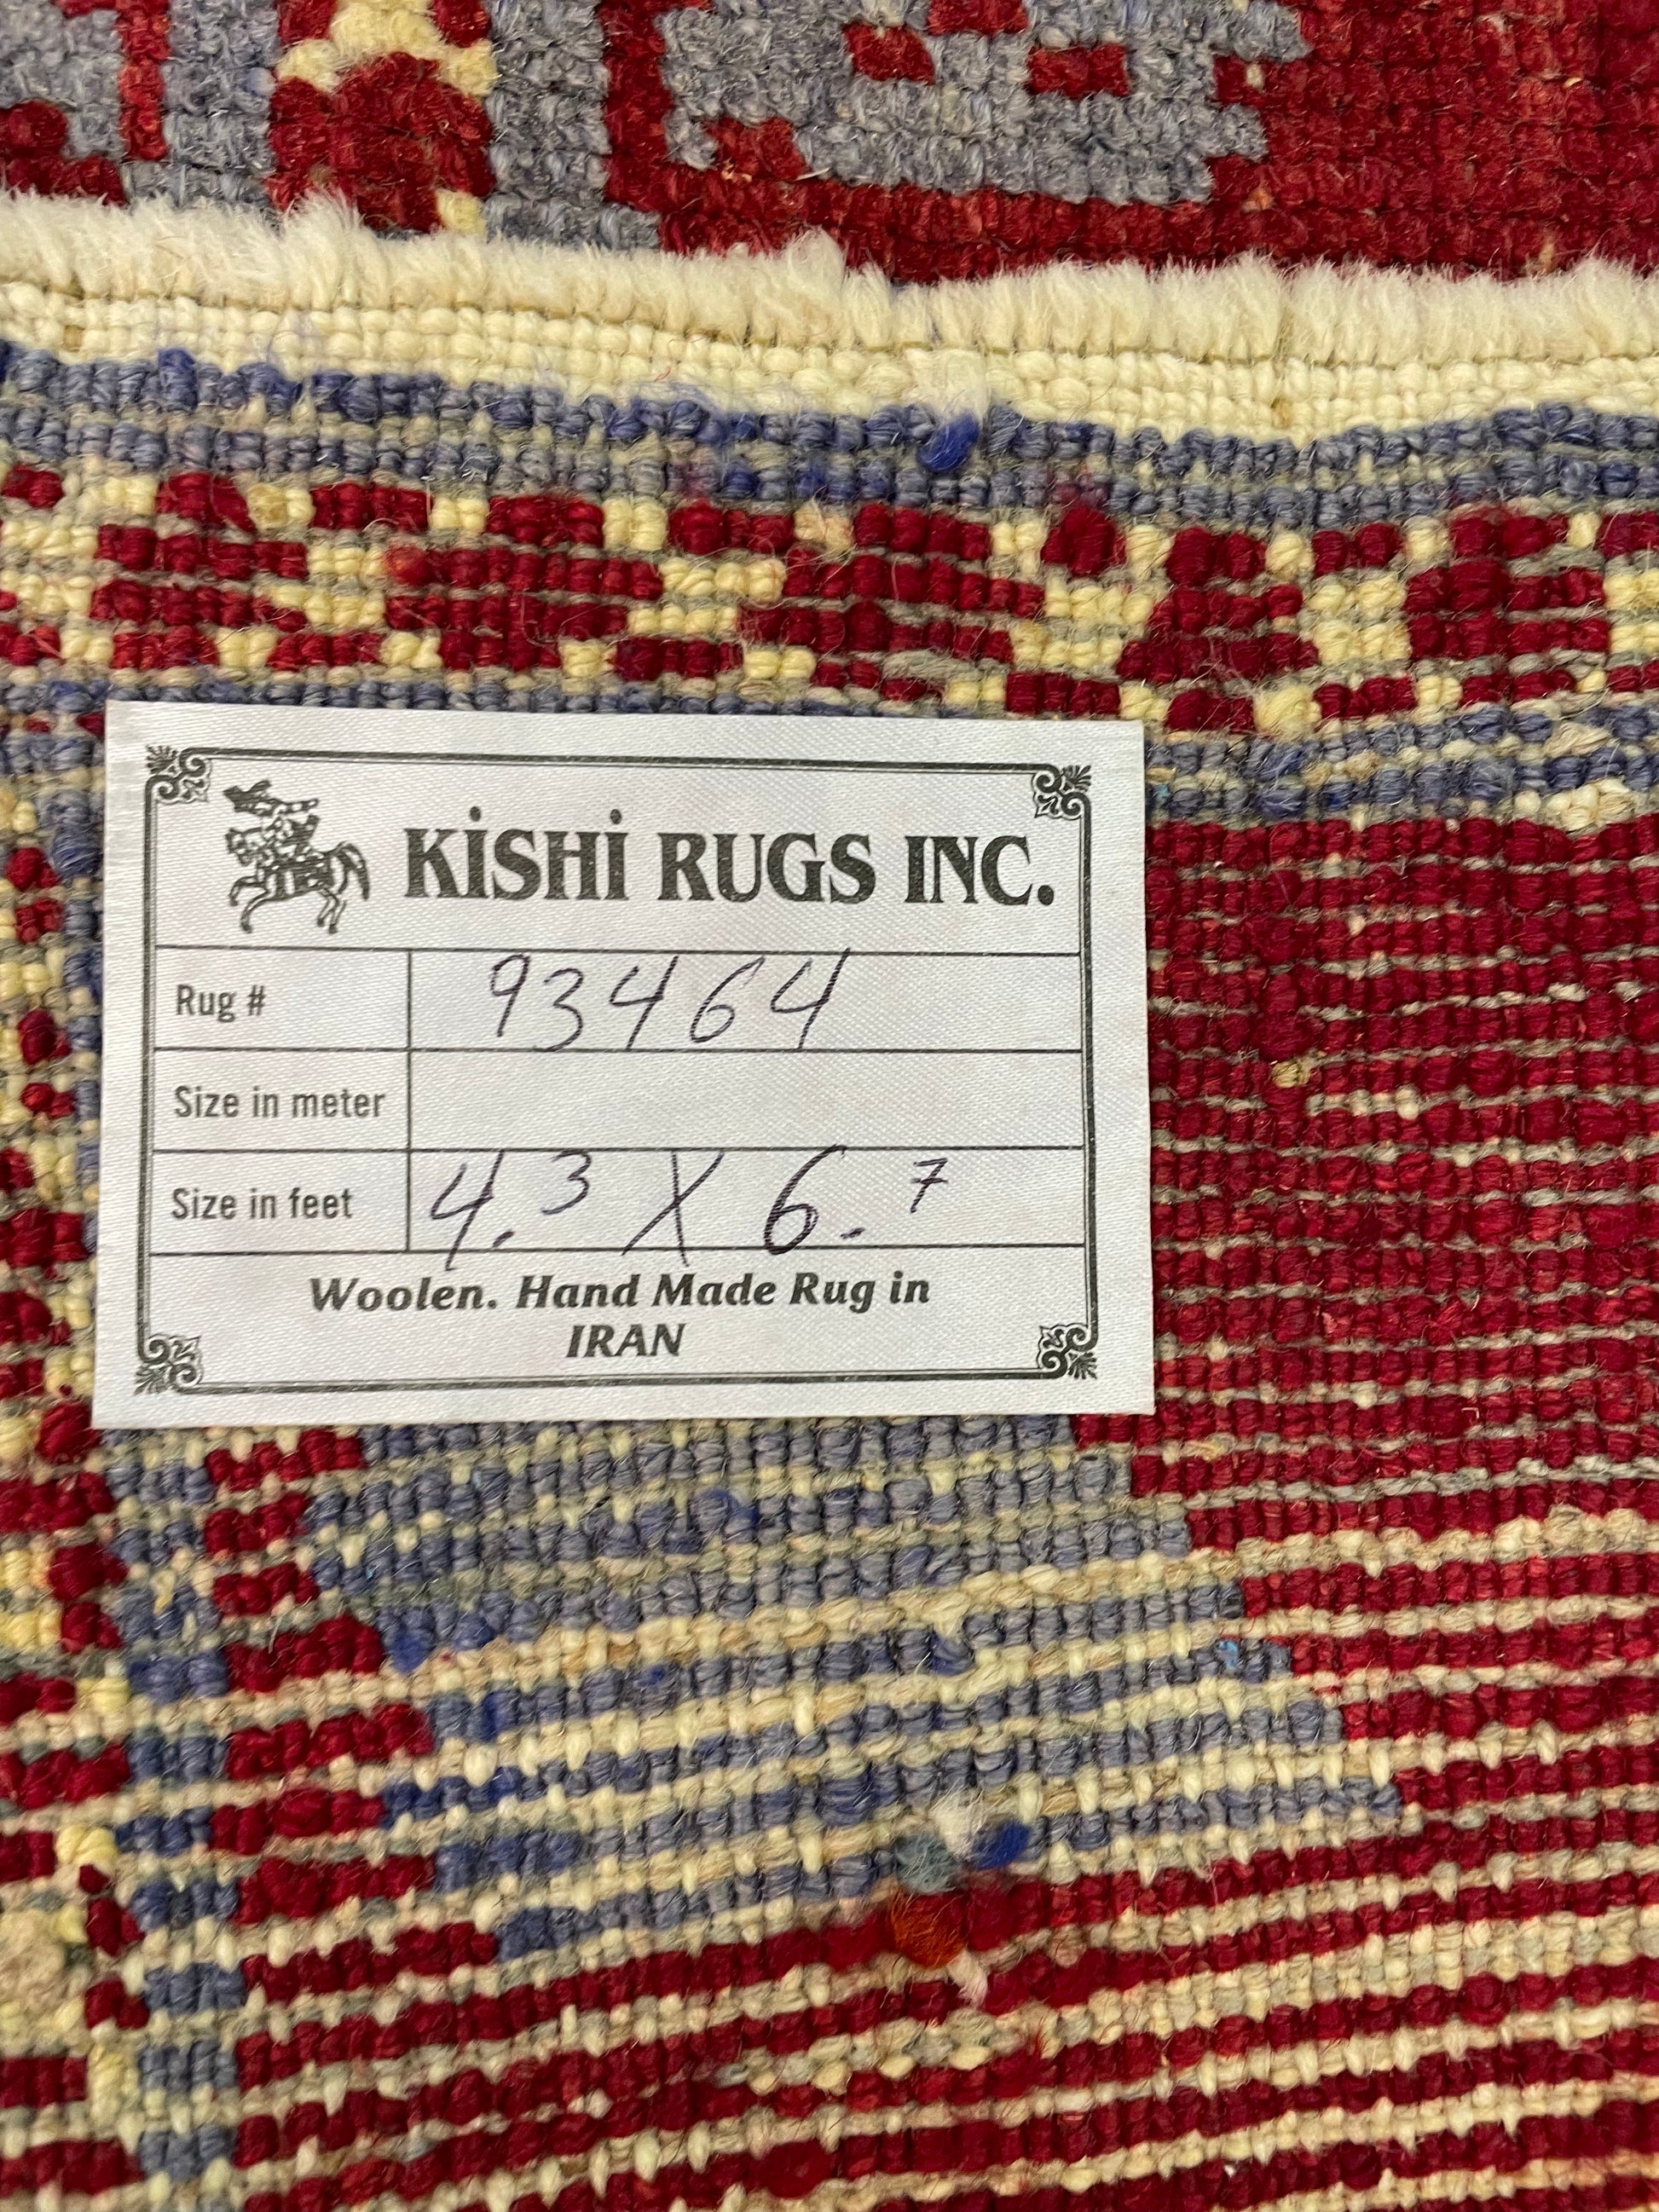 KiSHi RUGS INC.
Rug # 93464
Size in meter
Size in feet 4.3 X 6.7
Woolen. Hand Made Rug in
IRAN